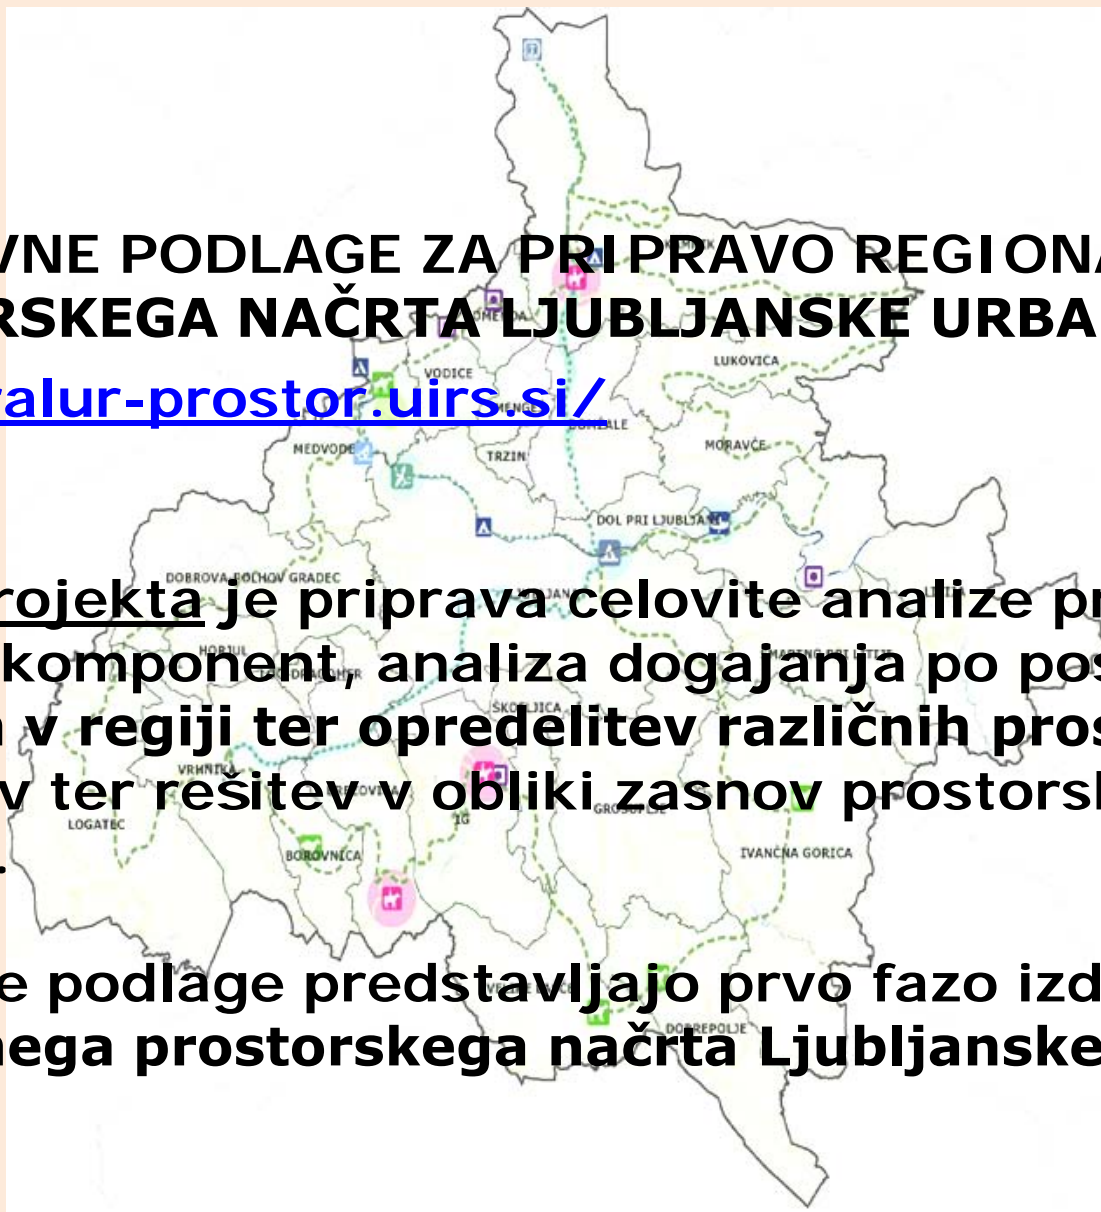 VNE PODLAGE ZA PRIPRAVO REGIONA
RSKEGA NAČRTA LJUBLJANSKE URBA
LUKOVICA
VODICE
ralur-prostor.uirs.si/
MORAVČE
MEDVODE
TRZIN
DOL PRI LJUBLJANI
DOBROVA-POLHOV GRADEC
rojekta je priprava celovite analize pr
komponent, analiza dogajanja po pos
ŠKOFLJICA
v regiji ter opredelitev različnih pros
VRHNIKA
v ter rešitev v obliki zasnov prostorsk
GROSUPLJE
LOGATEC
IG
BOROVNICA
IVANČNA GORICA
.
e podlage predstavljajo prvo fazo izd
DOBREPOLJE
nega prostorskega načrta Ljubljanske